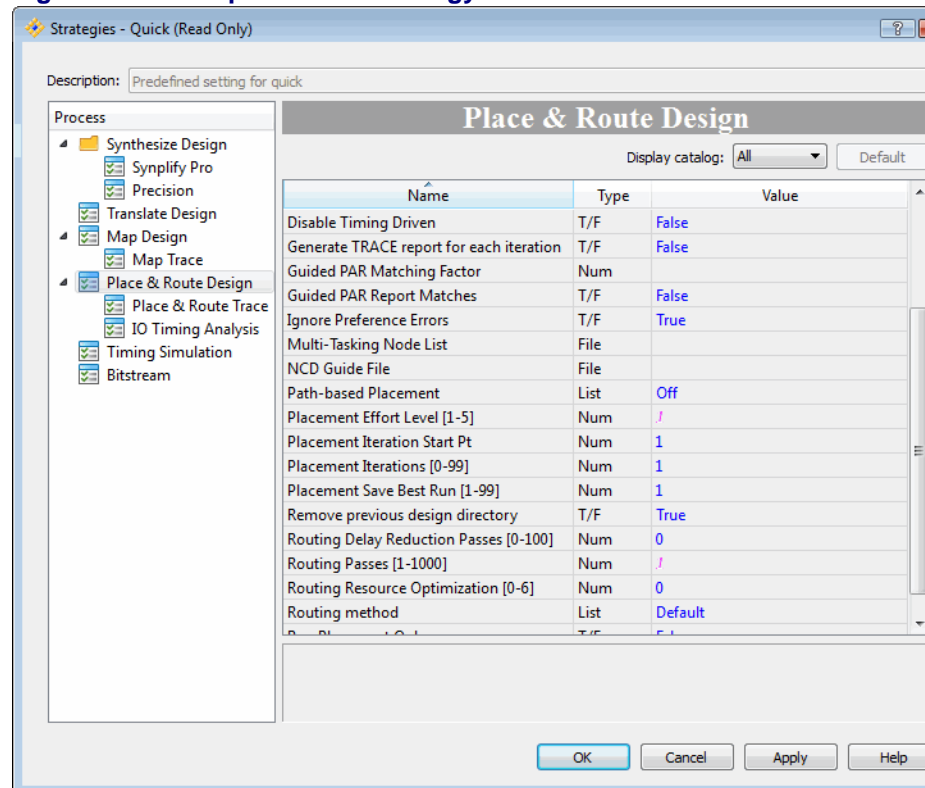 Strategies - Quick (Read Only)
Description: Predefined setting for quick
Process
Synthesize Design
Synplify Pro
Precision
Translate Design
Map Design
Map Trace
Place & Route Design
Place & Route Trace
IO Timing Analysis
Timing Simulation
Bitstream
Place & Route Design
Display catalog: All Default
Name Type Value
Disable Timing Driven T/F False
Generate TRACE report for each iteration T/F False
Guided PAR Matching Factor Num
Guided PAR Report Matches T/F False
Ignore Preference Errors T/F True
Multi-Tasking Node List File
NCD Guide File File
Path-based Placement List Off
Placement Effort Level [1-5] Num 1
Placement Iteration Start Pt Num 1
Placement Iterations [0-99] Num 1
Placement Save Best Run [1-99] Num 1
Remove previous design directory T/F True
Routing Delay Reduction Passes [0-100] Num 0
Routing Passes [1-1000] Num 1
Routing Resource Optimization [0-6] Num 0
Routing method List Default
OK Cancel Apply Help